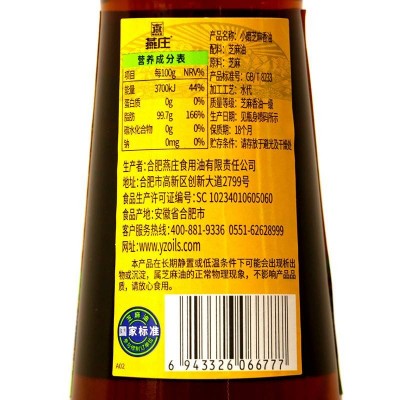 燕庄
营养成分表
项目 每100g NRV%
能量 3700kJ 44%
蛋白质 0g 0%
脂肪 99.7g 166%
碳水化合物 0g 0%
钠 0mg 0%
产品名称：小磨芝麻香油
配料：芝麻油
原料：芝麻
产品标准号：GB/T 8233
加工工艺：水代
质量等级：芝麻香油一级
生产日期：见瓶身喷码所示
保质期：18个月
贮存条件：请存放于避光及干燥处
生产者：合肥燕庄食用油有限责任公司
地址：合肥市高新区创新大道2799号
食品生产许可证编号：SC 10234010605060
食品产地：安徽省合肥市
客户服务热线：400-881-9336 0551-62628999
网址：www.yzoils.com
本产品在长期静置或低温条件下可能会出现析出物或沉淀，属芝麻油的正常物理现象，不影响产品品质，请放心食用。
芝麻油
国家标准
参与修制订单位
6 943326 066777
A02